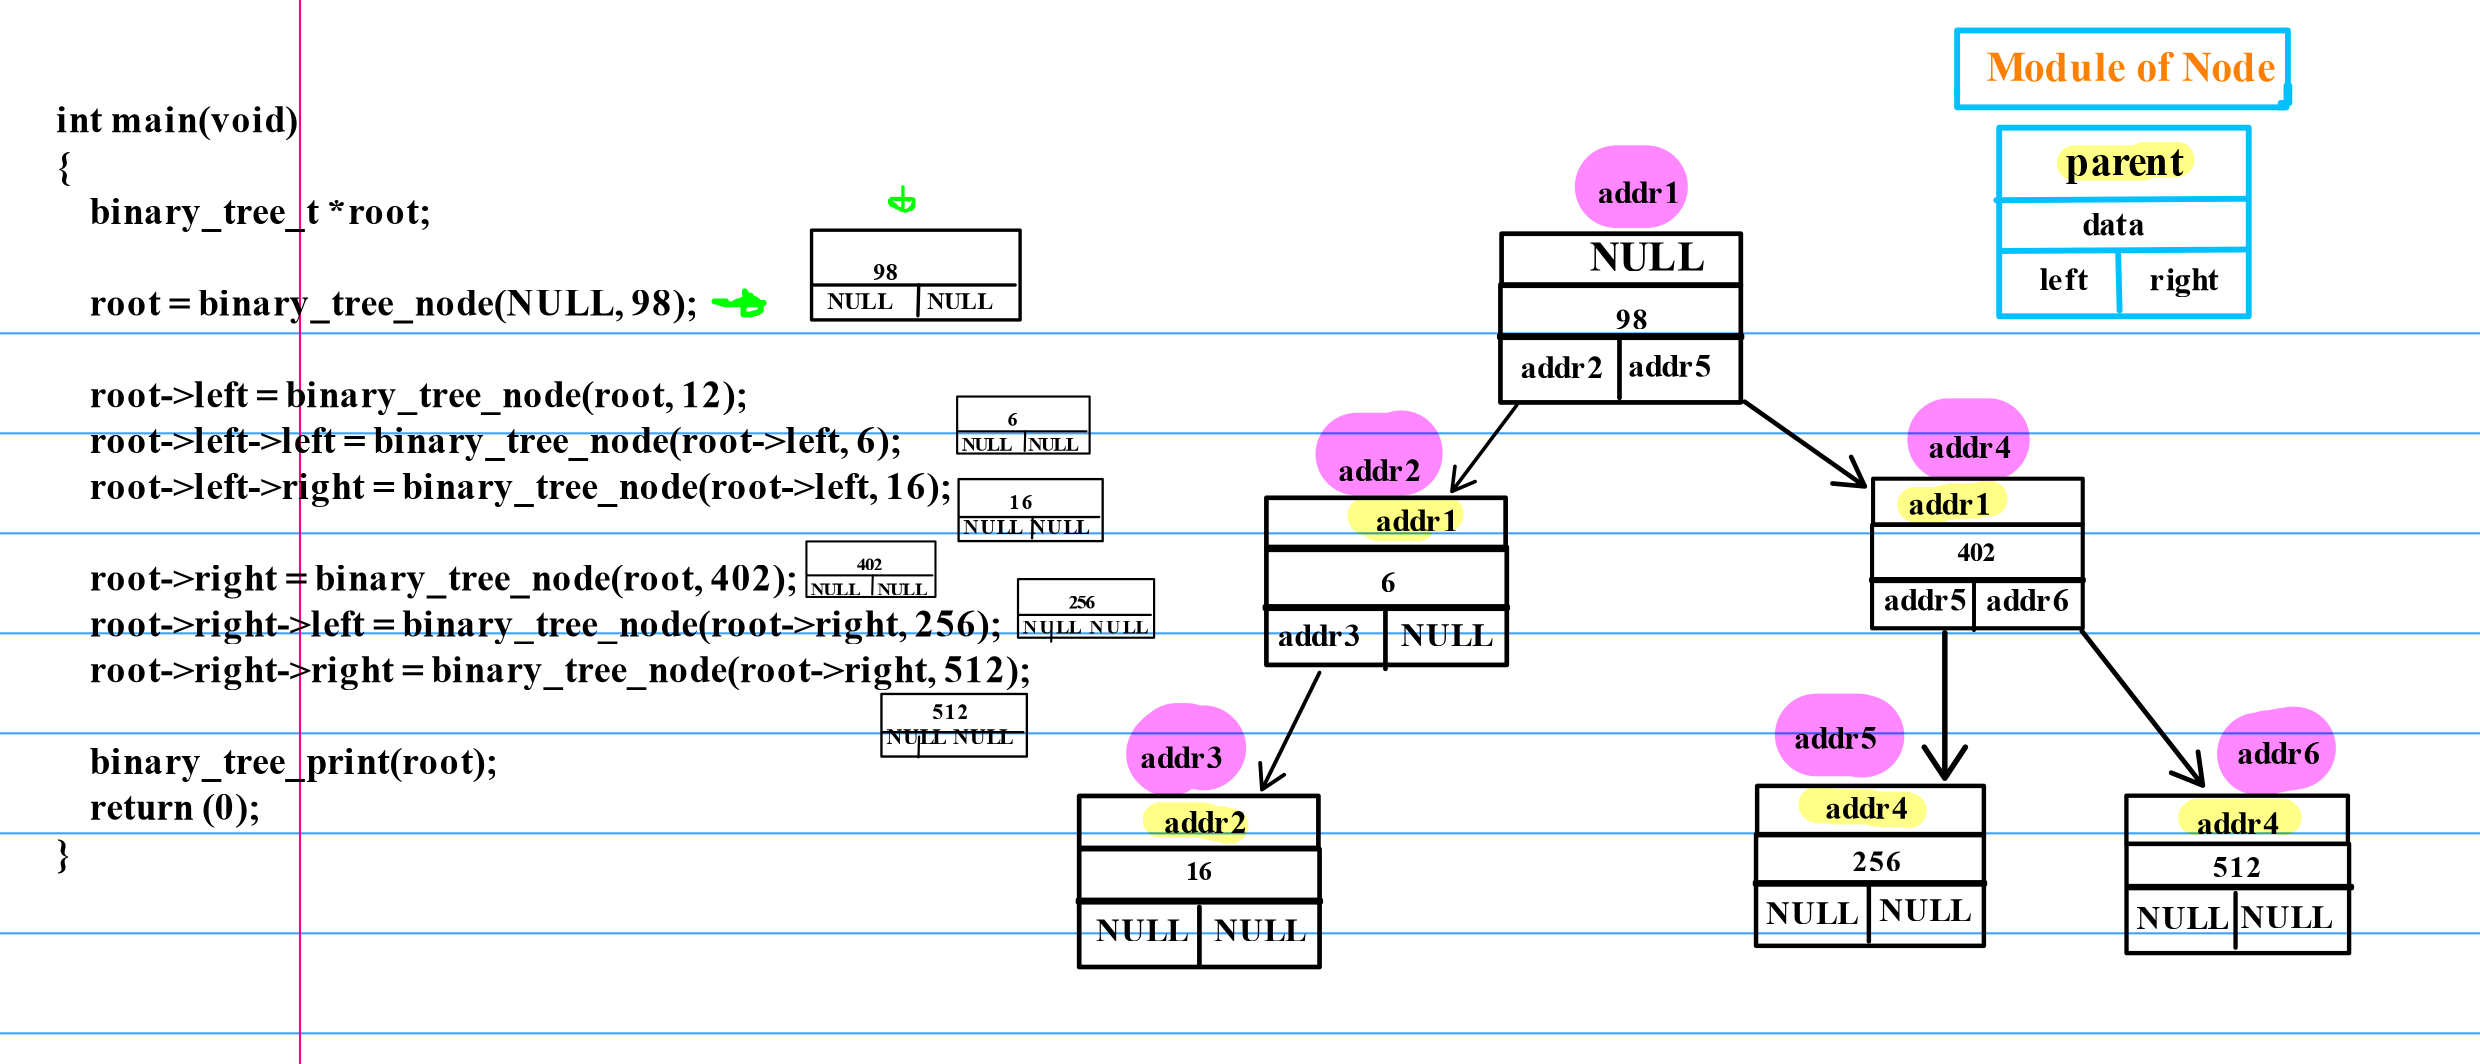 int main(void)
{
binary_tree_t *root;
root = binary_tree_node(NULL, 98);
root->left = binary_tree_node(root, 12);
root->left->left = binary_tree_node(root->left, 6);
root->left->right = binary_tree_node(root->left, 16);
root->right = binary_tree_node(root, 402);
root->right->left = binary_tree_node(root->right, 256);
root->right->right = binary_tree_node(root->right, 512);
binary_tree_print(root);
return (0);
}
98
NULL NULL
6
NULL NULL
16
NULL NULL
402
NULL NULL
256
NULL NULL
512
NULL NULL
addr1
NULL
98
addr2 addr5
addr2
addr1
6
addr3 NULL
addr3
addr2
16
NULL NULL
addr4
addr1
402
addr5 addr6
addr5
addr4
256
NULL NULL
addr6
addr4
512
NULL NULL
Module of Node
parent
data
left right